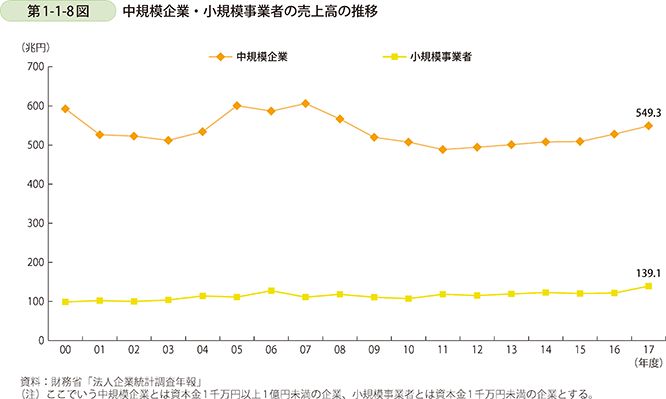 第1-1-8図 中規模企業・小規模事業者の売上高の推移
(兆円)
中規模企業 小規模事業者
700
600
549.3
500
400
300
200
139.1
100
0
00 01 02 03 04 05 06 07 08 09 10 11 12 13 14 15 16 17
(年度)
資料:財務省「法人企業統計調査年報」
(注)ここでいう中規模企業とは資本金1千万円以上1億円未満の企業、小規模事業者とは資本金1千万円未満の企業とする。